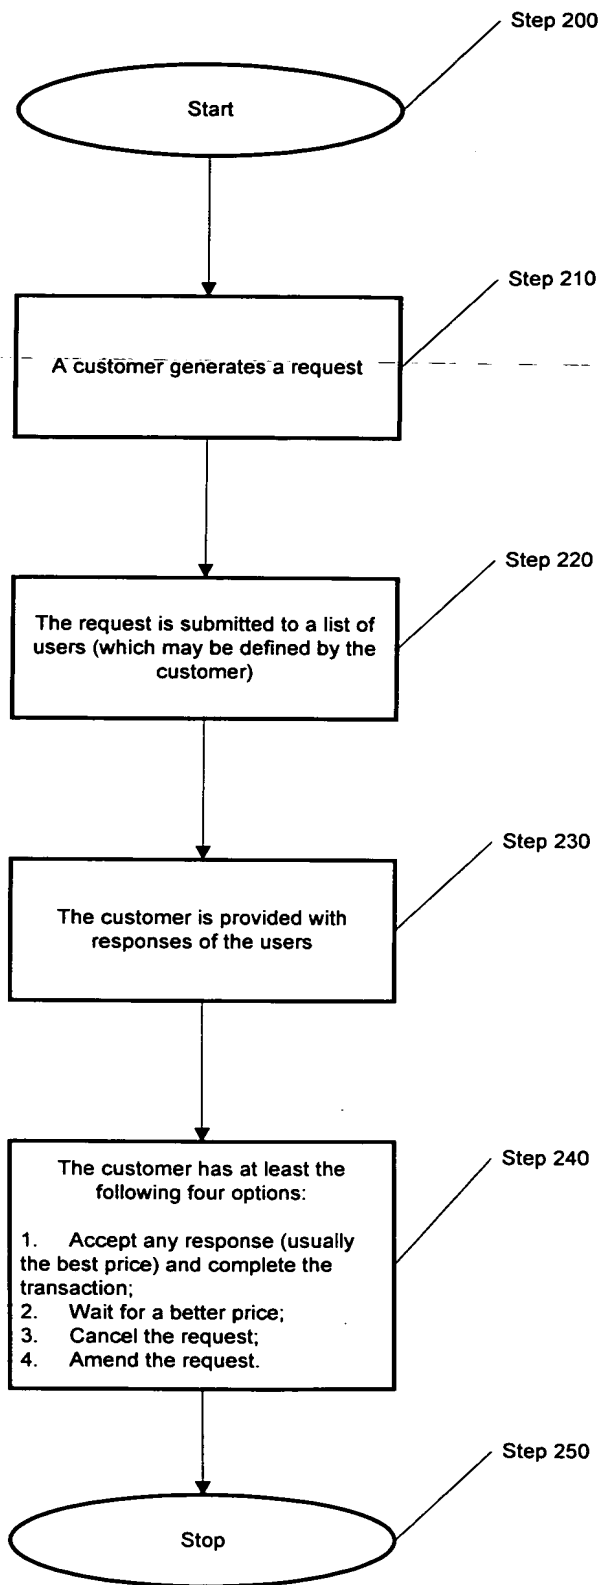 Step 200
Start
Step 210
A customer generates a request
Step 220
The request is submitted to a list of
users (which may be defined by the
customer)
Step 230
The customer is provided with
responses of the users
Step 240
The customer has at least the
following four options:
1. Accept any response (usually
the best price) and complete the
transaction;
2. Wait for a better price;
3. Cancel the request;
4. Amend the request.
Step 250
Stop